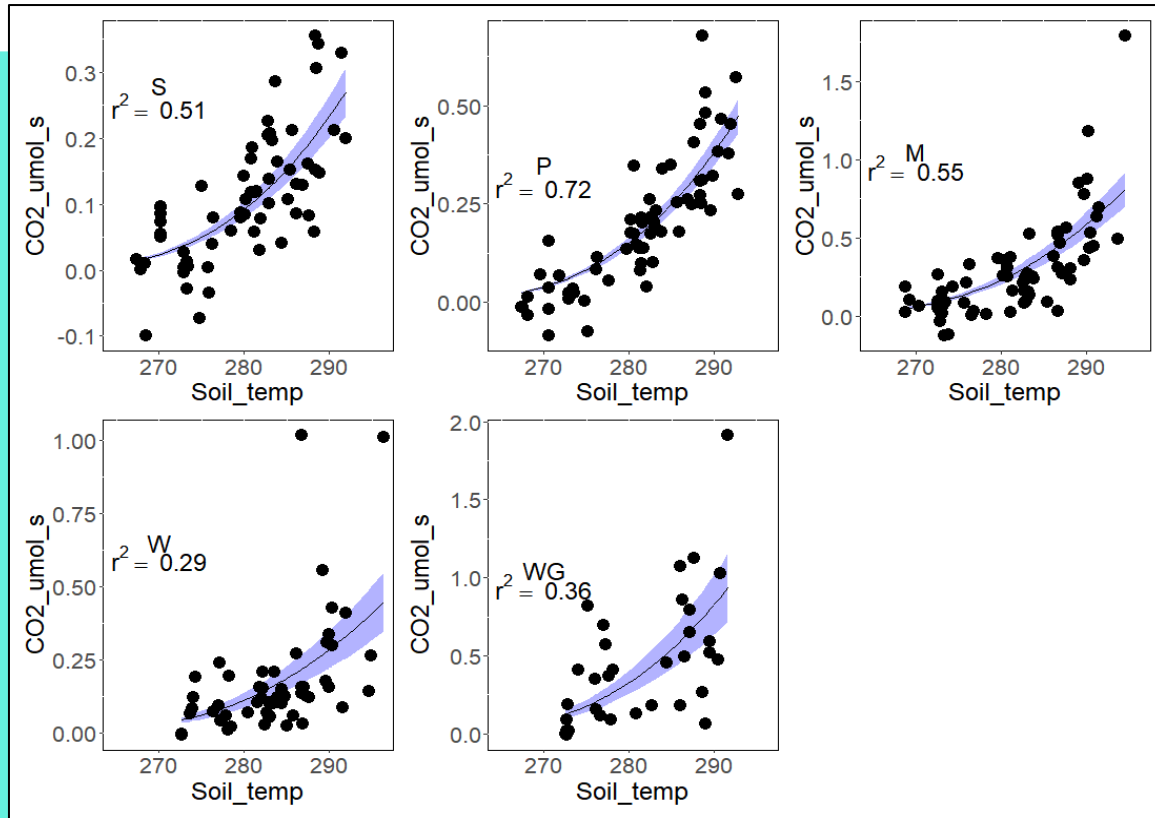 S
r² = 0.51
0.3
0.2
0.1
0.0
-0.1
CO2_umol_s
270 280 290
Soil_temp
P
r² = 0.72
0.50
0.25
0.00
CO2_umol_s
270 280 290
Soil_temp
M
r² = 0.55
1.5
1.0
0.5
0.0
CO2_umol_s
270 280 290
Soil_temp
W
r² = 0.29
1.00
0.75
0.50
0.25
0.00
CO2_umol_s
270 280 290
Soil_temp
WG
r² = 0.36
2.0
1.5
1.0
0.5
0.0
CO2_umol_s
270 280 290
Soil_temp